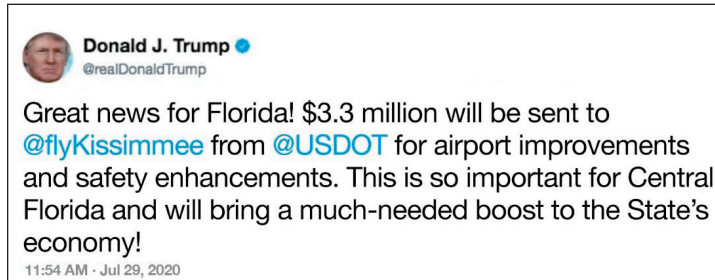 Donald J. Trump
@realDonaldTrump
Great news for Florida! $3.3 million will be sent to
@flyKissimmee from @USDOT for airport improvements
and safety enhancements. This is so important for Central
Florida and will bring a much-needed boost to the State's
economy!
11:54 AM · Jul 29, 2020